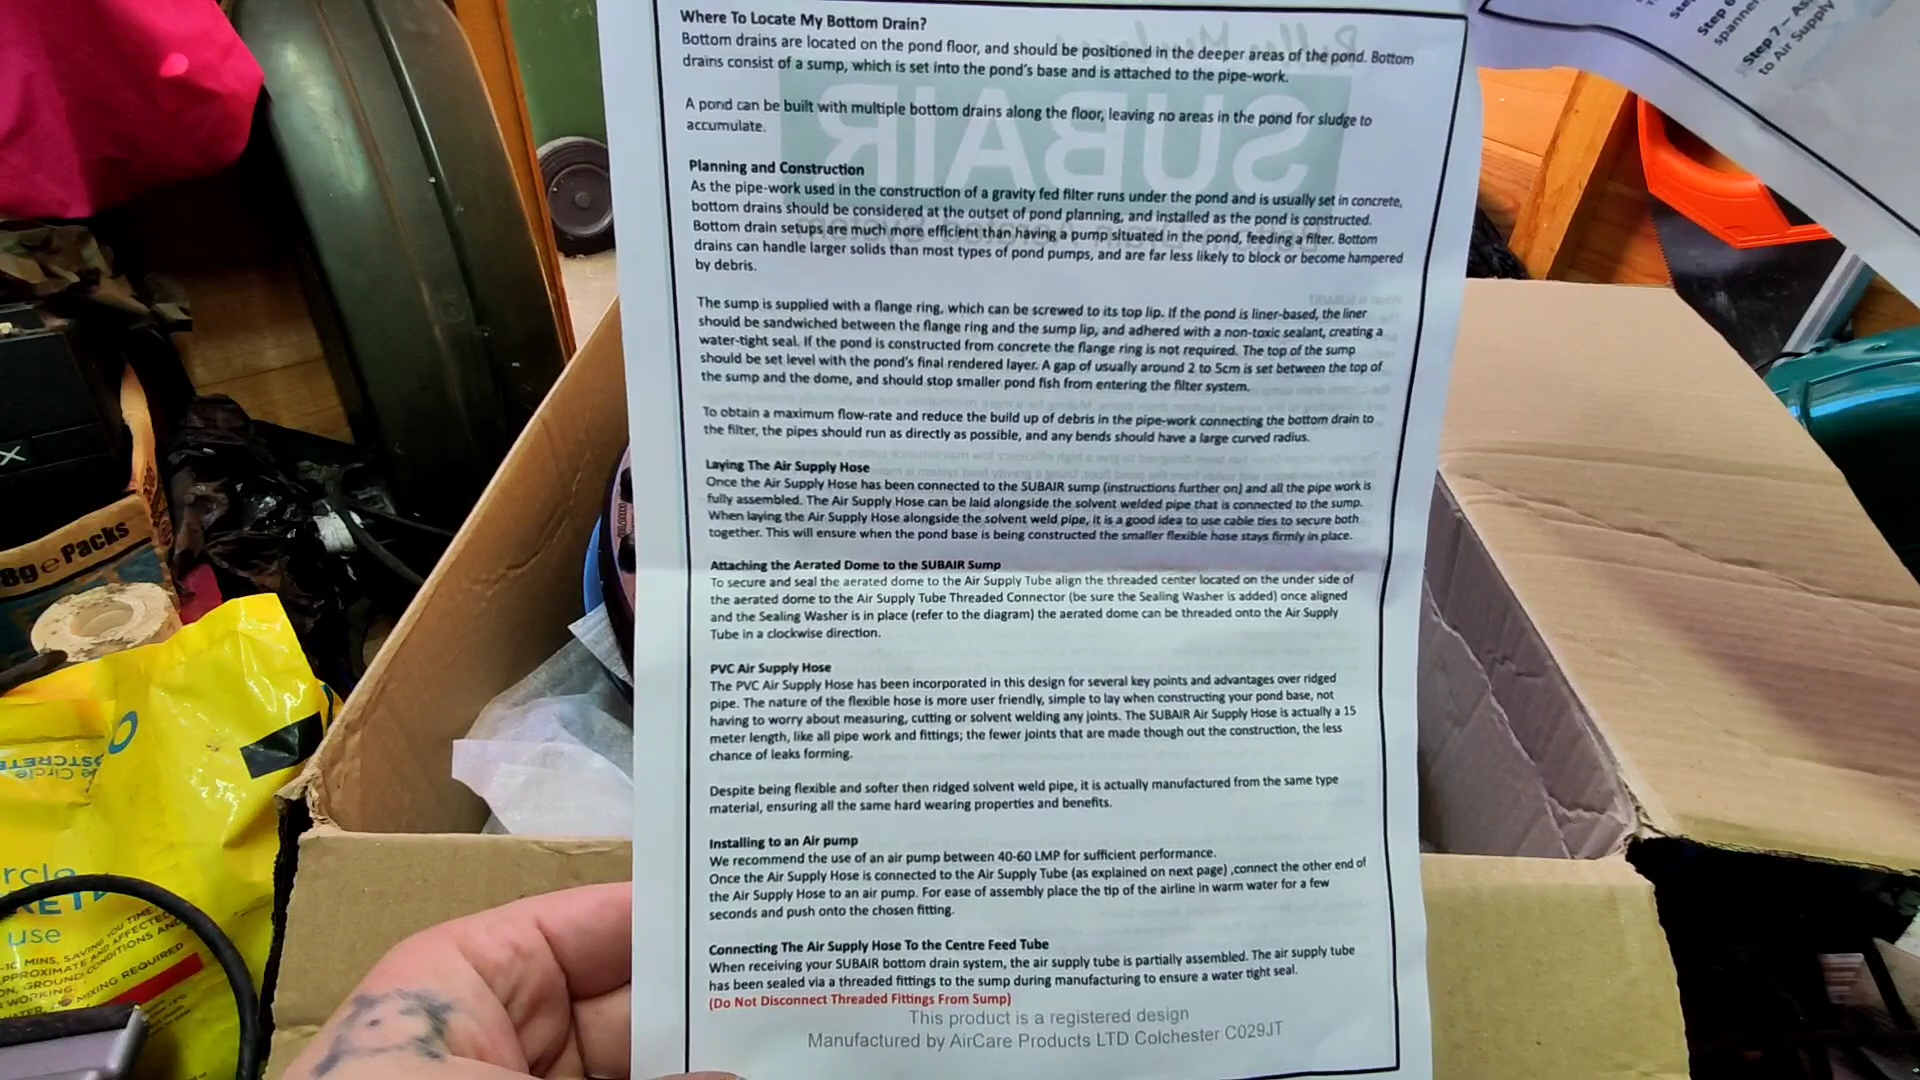 Where To Locate My Bottom Drain?
Bottom drains are located on the pond floor, and should be positioned in the deeper areas of the pond. Bottom
drains consist of a sump, which is set into the pond's base and is attached to the pipe-work.
A pond can be built with multiple bottom drains along the floor, leaving no areas in the pond for sludge to
accumulate.
Planning and Construction
As the pipe-work used in the construction of a gravity fed filter runs under the pond and is usually set in concrete,
bottom drains should be considered at the outset of pond planning, and installed as the pond is constructed.
Bottom drain setups are much more efficient than having a pump situated in the pond, feeding a filter. Bottom
drains can handle larger solids than most types of pond pumps, and are far less likely to block or become hampered
by debris.
The sump is supplied with a flange ring, which can be screwed to its top lip. If the pond is liner-based, the liner
should be sandwiched between the flange ring and the sump lip, and adhered with a non-toxic sealant, creating a
water-tight seal. If the pond is constructed from concrete the flange ring is not required. The top of the sump
should be set level with the pond's final rendered layer. A gap of usually around 2 to 5cm is set between the top of
the sump and the dome, and should stop smaller pond fish from entering the filter system.
To obtain a maximum flow-rate and reduce the build up of debris in the pipe-work connecting the bottom drain to
the filter, the pipes should run as directly as possible, and any bends should have a large curved radius.
Laying The Air Supply Hose
Once the Air Supply Hose has been connected to the SUBAIR sump (instructions further on) and all the pipe work is
fully assembled. The Air Supply Hose can be laid alongside the solvent welded pipe that is connected to the sump.
When laying the Air Supply Hose alongside the solvent weld pipe, it is a good idea to use cable ties to secure both
together. This will ensure when the pond base is being constructed the smaller flexible hose stays firmly in place.
Attaching the Aerated Dome to the SUBAIR Sump
To secure and seal the aerated dome to the Air Supply Tube align the threaded center located on the under side of
the aerated dome to the Air Supply Tube Threaded Connector (be sure the Sealing Washer is added) once aligned
and the Sealing Washer is in place (refer to the diagram) the aerated dome can be threaded onto the Air Supply
Tube in a clockwise direction.
PVC Air Supply Hose
The PVC Air Supply Hose has been incorporated in this design for several key points and advantages over ridged
pipe. The nature of the flexible hose is more user friendly, simple to lay when constructing your pond base, not
having to worry about measuring, cutting or solvent welding any joints. The SUBAIR Air Supply Hose is actually a 15
meter length, like all pipe work and fittings; the fewer joints that are made though out the construction, the less
chance of leaks forming.
Despite being flexible and softer then ridged solvent weld pipe, it is actually manufactured from the same type
material, ensuring all the same hard wearing properties and benefits.
Installing to an Air pump
We recommend the use of an air pump between 40-60 LMP for sufficient performance.
Once the Air Supply Hose is connected to the Air Supply Tube (as explained on next page) ,connect the other end of
the Air Supply Hose to an air pump. For ease of assembly place the tip of the airline in warm water for a few
seconds and push onto the chosen fitting.
Connecting The Air Supply Hose To the Centre Feed Tube
When receiving your SUBAIR bottom drain system, the air supply tube is partially assembled. The air supply tube
has been sealed via a threaded fittings to the sump during manufacturing to ensure a water tight seal.
(Do Not Disconnect Threaded Fittings From Sump)
This product is a registered design
Manufactured by AirCare Products LTD Colchester C029JT
SUBAIR
Step 6
spanner
Step 7 – As
to Air Supply
8g e Packs
X
use
-10 MINS, SAVING YOU TIME
NO MIXING REQUIRED